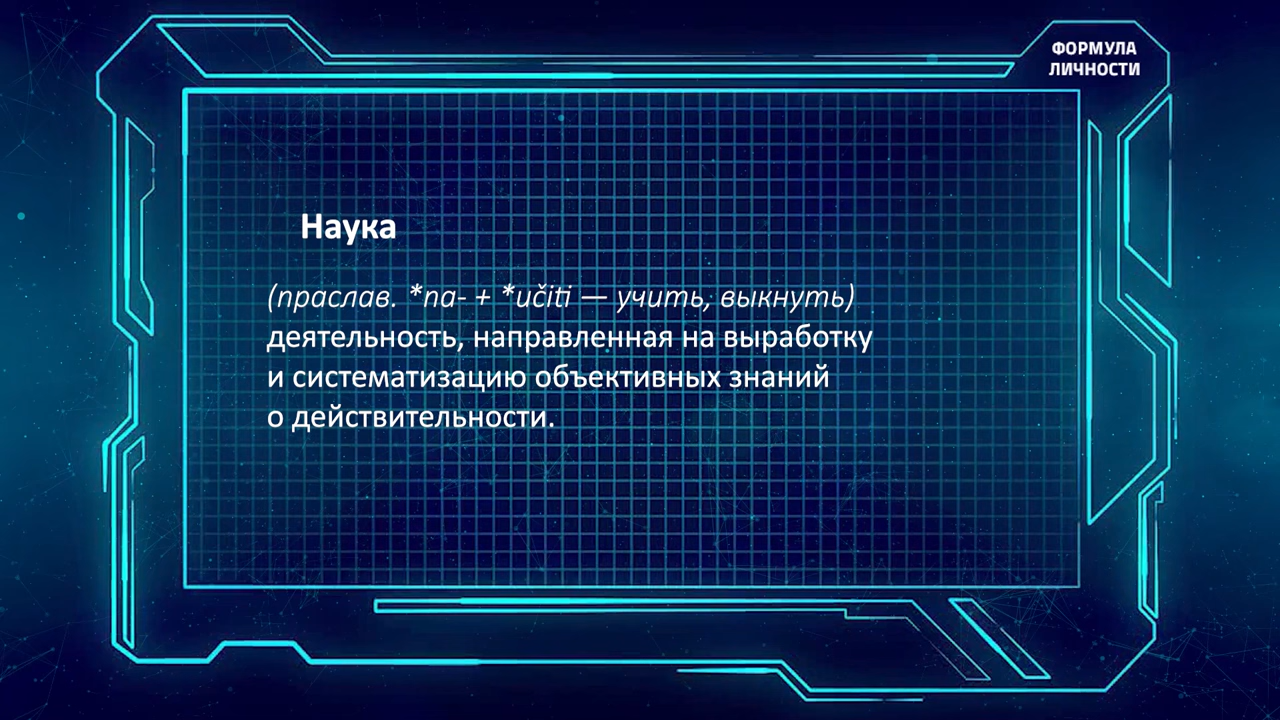 ФОРМУЛА
ЛИЧНОСТИ
Наука
(праслав. *na- + *učiti — учить, выкнуть)
деятельность, направленная на выработку
и систематизацию объективных знаний
о действительности.